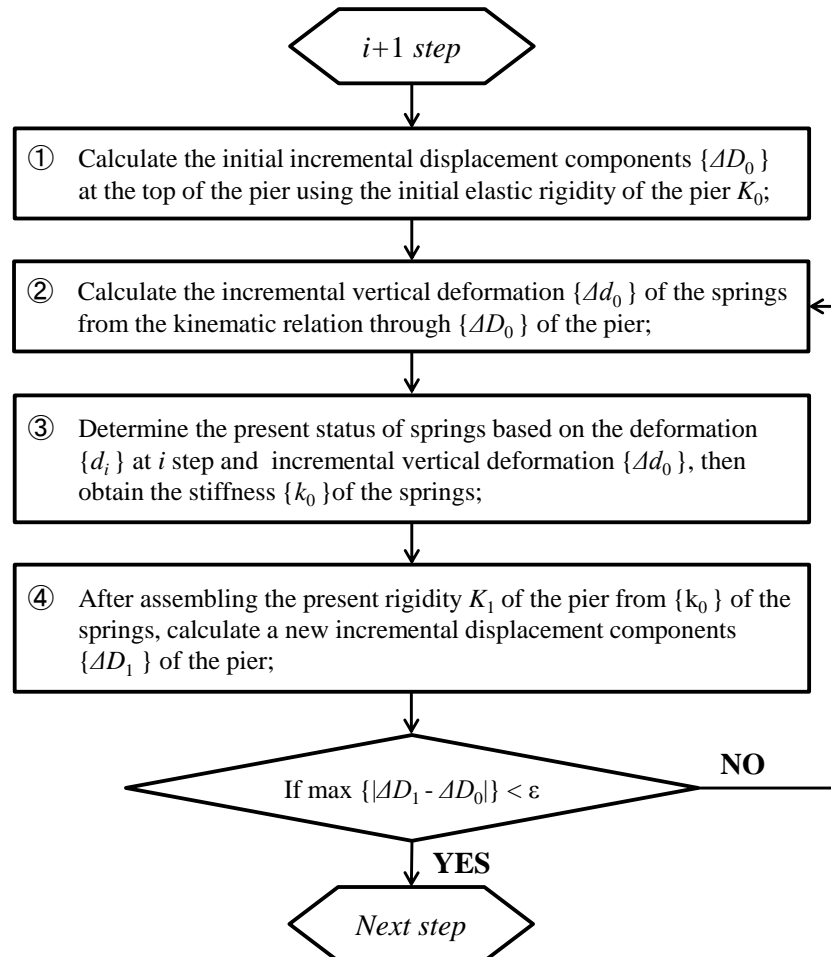 i+1 step
① Calculate the initial incremental displacement components {ΔD₀}
at the top of the pier using the initial elastic rigidity of the pier K₀;
② Calculate the incremental vertical deformation {Δd₀} of the springs
from the kinematic relation through {ΔD₀} of the pier;
③ Determine the present status of springs based on the deformation
{dᵢ} at i step and incremental vertical deformation {Δd₀}, then
obtain the stiffness {k₀}of the springs;
④ After assembling the present rigidity K₁ of the pier from {k₀} of the
springs, calculate a new incremental displacement components
{ΔD₁} of the pier;
If max {|ΔD₁ - ΔD₀|} < ε
NO
YES
Next step